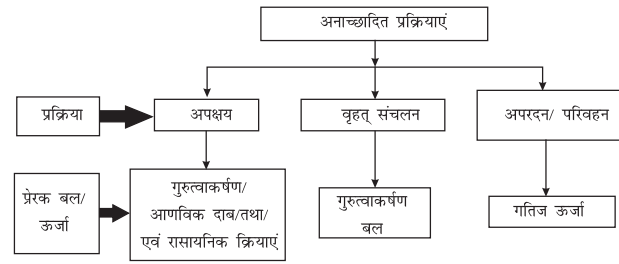 अनाच्छादित प्रक्रियाएं
प्रक्रिया
अपक्षय
वृहत् संचलन
अपरदन/ परिवहन
प्रेरक बल/
ऊर्जा
गुरुत्वाकर्षण/
आणविक दाब/तथा/
एवं रासायनिक क्रियाएं
गुरुत्वाकर्षण
बल
गतिज ऊर्जा